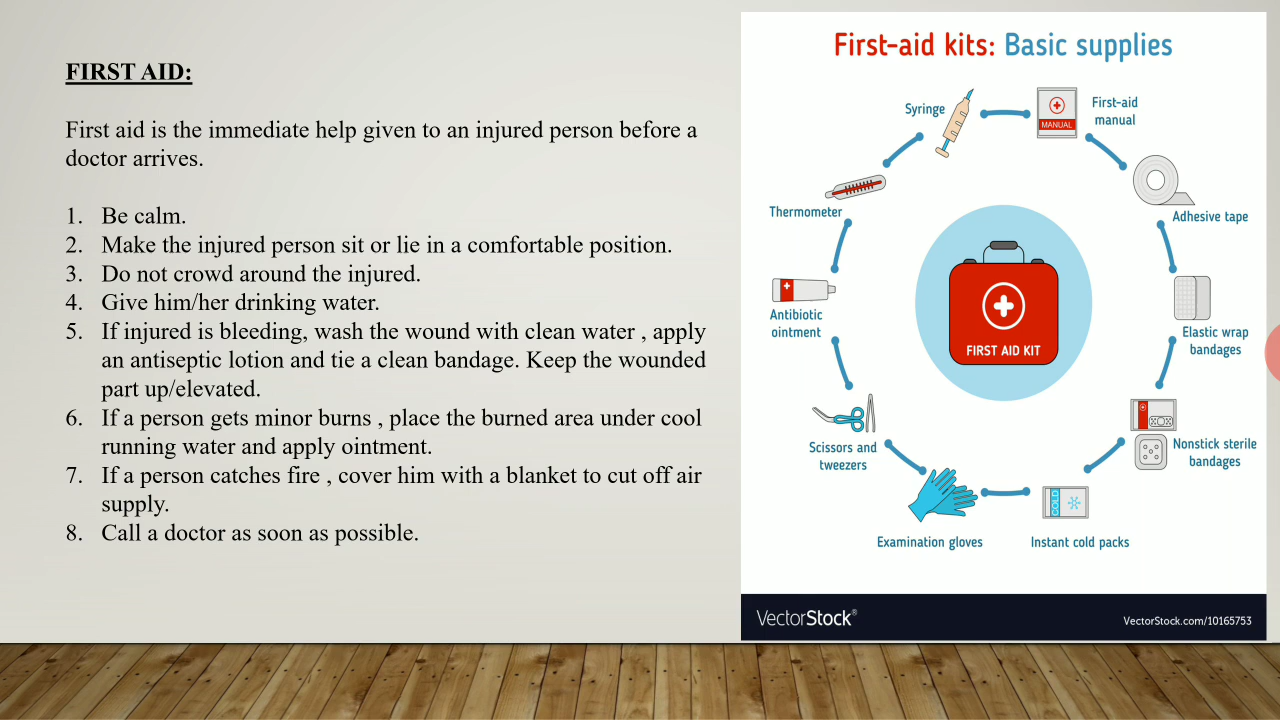 FIRST AID:
First aid is the immediate help given to an injured person before a
doctor arrives.
1. Be calm.
2. Make the injured person sit or lie in a comfortable position.
3. Do not crowd around the injured.
4. Give him/her drinking water.
5. If injured is bleeding, wash the wound with clean water , apply
an antiseptic lotion and tie a clean bandage. Keep the wounded
part up/elevated.
6. If a person gets minor burns , place the burned area under cool
running water and apply ointment.
7. If a person catches fire , cover him with a blanket to cut off air
supply.
8. Call a doctor as soon as possible.
First-aid kits: Basic supplies
Syringe
First-aid
manual
MANUAL
Adhesive tape
Thermometer
Elastic wrap
bandages
Antibiotic
ointment
FIRST AID KIT
Nonstick sterile
bandages
Scissors and
tweezers
COLD
Examination gloves
Instant cold packs
VectorStock®
VectorStock.com/10165753